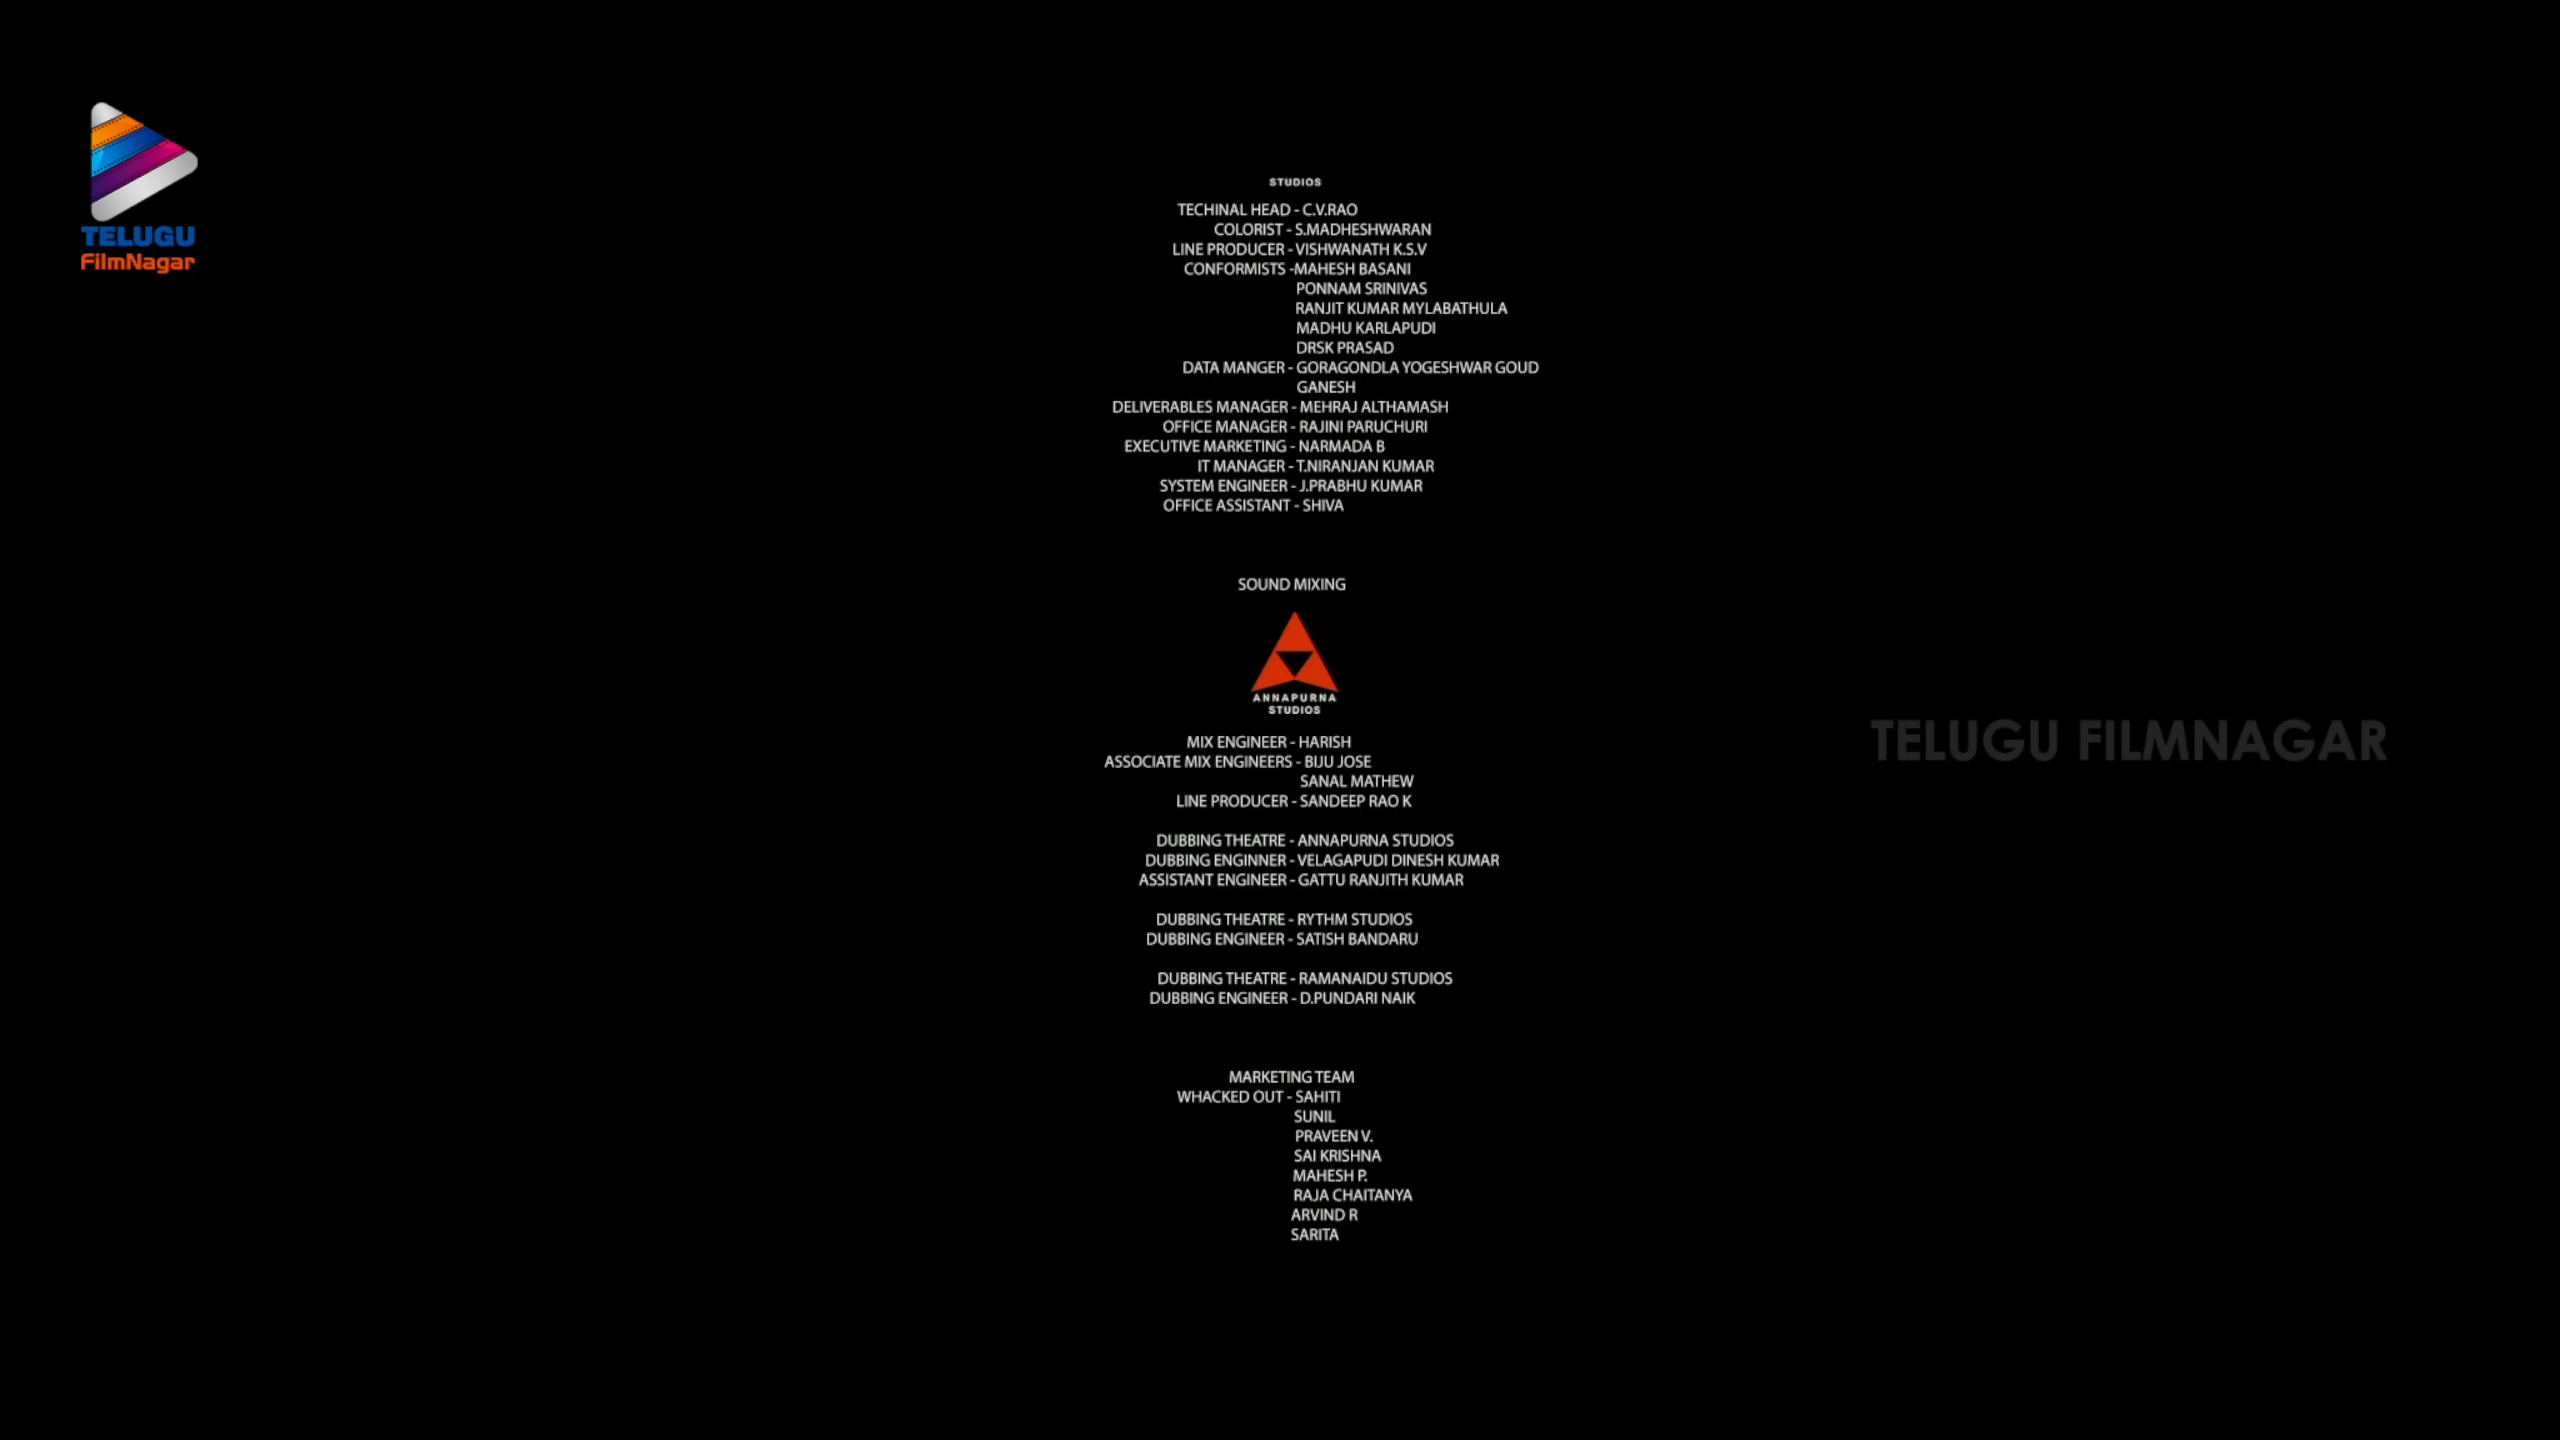 TELUGU
FilmNagar
STUDIOS
TECHINAL HEAD - C.V.RAO
COLORIST - S.MADHESHWARAN
LINE PRODUCER - VISHWANATH K.S.V
CONFORMISTS -MAHESH BASANI
PONNAM SRINIVAS
RANJIT KUMAR MYLABATHULA
MADHU KARLAPUDI
DRSK PRASAD
DATA MANGER - GORAGONDLA YOGESHWAR GOUD
GANESH
DELIVERABLES MANAGER - MEHRAJ ALTHAMASH
OFFICE MANAGER - RAJINI PARUCHURI
EXECUTIVE MARKETING - NARMADA B
IT MANAGER - T.NIRANJAN KUMAR
SYSTEM ENGINEER - J.PRABHU KUMAR
OFFICE ASSISTANT - SHIVA
SOUND MIXING
ANNAPURNA
STUDIOS
MIX ENGINEER - HARISH
ASSOCIATE MIX ENGINEERS - BIJU JOSE
SANAL MATHEW
LINE PRODUCER - SANDEEP RAO K
DUBBING THEATRE - ANNAPURNA STUDIOS
DUBBING ENGINNER - VELAGAPUDI DINESH KUMAR
ASSISTANT ENGINEER - GATTU RANJITH KUMAR
DUBBING THEATRE - RYTHM STUDIOS
DUBBING ENGINEER - SATISH BANDARU
DUBBING THEATRE - RAMANAIDU STUDIOS
DUBBING ENGINEER - D.PUNDARI NAIK
MARKETING TEAM
WHACKED OUT - SAHITI
SUNIL
PRAVEEN V.
SAI KRISHNA
MAHESH P.
RAJA CHAITANYA
ARVIND R
SARITA
TELUGU FILMNAGAR